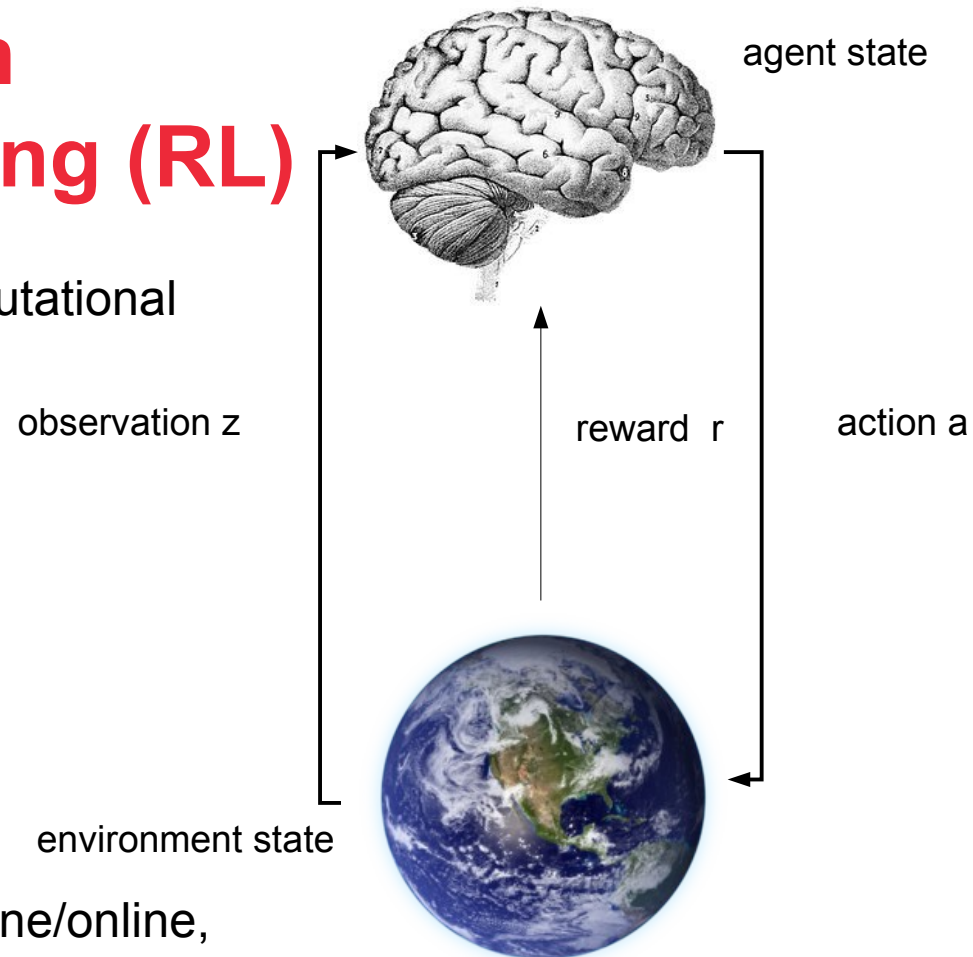 n
agent state
ng (RL)
utational
observation z
reward r
action a
environment state
ne/online,